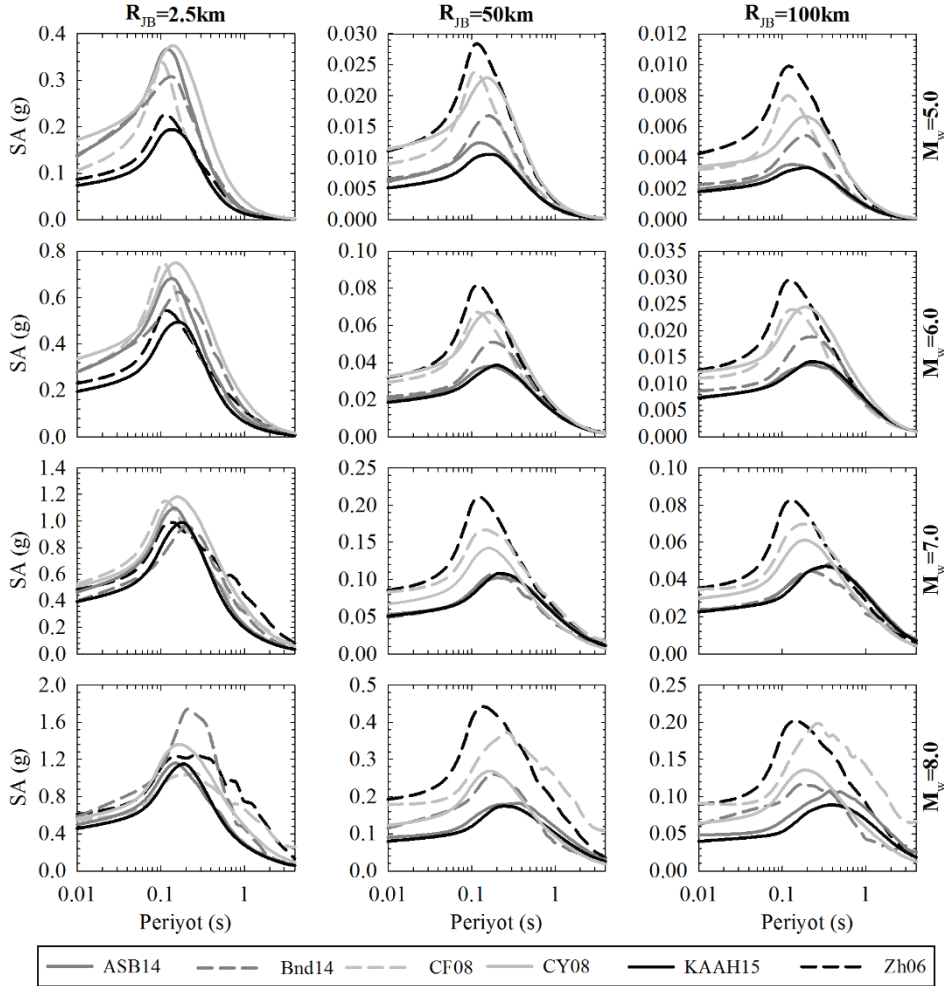 R_JB=2.5km R_JB=50km R_JB=100km
SA (g) 0.4 0.3 0.2 0.1 0.0
0.030 0.025 0.020 0.015 0.010 0.005 0.000
0.012 0.010 0.008 0.006 0.004 0.002 0.000
M_w=5.0
SA (g) 0.8 0.6 0.4 0.2 0.0
0.10 0.08 0.06 0.04 0.02 0.00
0.035 0.030 0.025 0.020 0.015 0.010 0.005 0.000
M_w=6.0
SA (g) 1.4 1.2 1.0 0.8 0.6 0.4 0.2 0.0
0.25 0.20 0.15 0.10 0.05 0.00
0.10 0.08 0.06 0.04 0.02 0.00
M_w=7.0
SA (g) 2.0 1.6 1.2 0.8 0.4 0.0
0.5 0.4 0.3 0.2 0.1 0.0
0.20 0.15 0.10 0.05 0.00
M_w=8.0
0.01 0.1 1 0.01 0.1 1 0.01 0.1 1
Periyot (s) Periyot (s) Periyot (s)
ASB14 Bnd14 CF08 CY08 KAAH15 Zh06